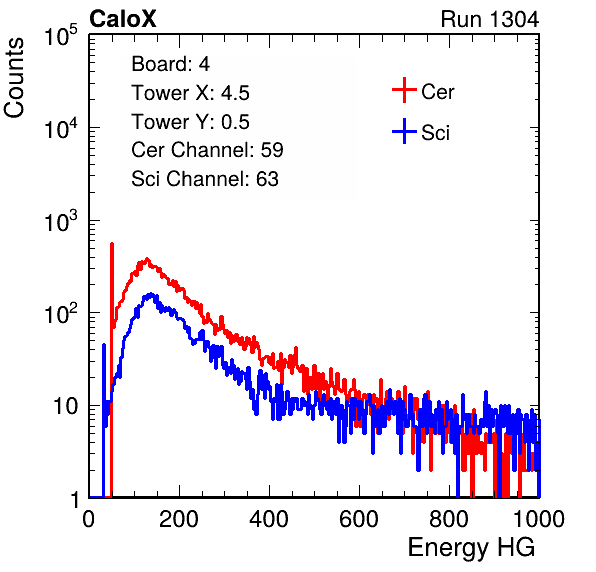 CaloX Run 1304
Counts
10^5
10^4
10^3
10^2
10
1
Board: 4
Tower X: 4.5
Tower Y: 0.5
Cer Channel: 59
Sci Channel: 63
Cer
Sci
0 200 400 600 800 1000
Energy HG